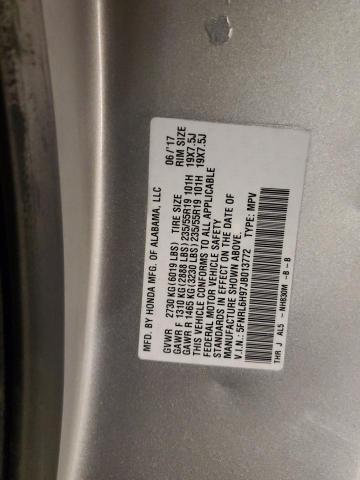 MFD. BY HONDA MFG. OF ALABAMA, LLC 06/'17
GVWR 2730 KG(6019 LBS) TIRE SIZE RIM SIZE
GAWR F 1310 KG(2888 LBS)235/55R19 101H 19X7.5J
GAWR R 1465 KG(3230 LBS)235/55R19 101H 19X7.5J
THIS VEHICLE CONFORMS TO ALL APPLICABLE
FEDERAL MOTOR VEHICLE SAFETY
STANDARDS IN EFFECT ON THE DATE OF
MANUFACTURE SHOWN ABOVE.
V.I.N.: 5FNRL6H97JB013772 TYPE: MPV
THR J AL5 - NH830M -B -B